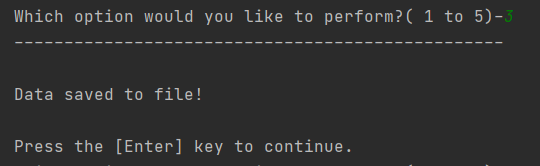 Which option would you like to perform?( 1 to 5)-3
-------------------------------------------------
Data saved to file!
Press the [Enter] key to continue.